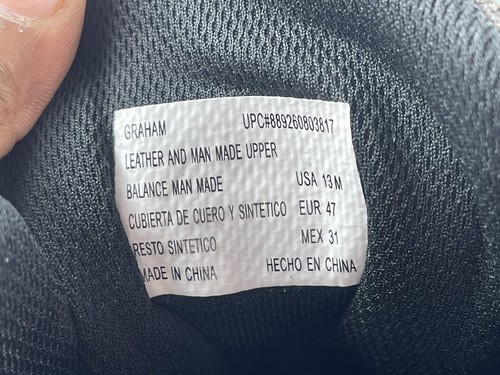 GRAHAM UPC#889260803817
LEATHER AND MAN MADE UPPER
BALANCE MAN MADE USA 13 M
CUBIERTA DE CUERO Y SINTETICO EUR 47
RESTO SINTETICO MEX 31
MADE IN CHINA HECHO EN CHINA